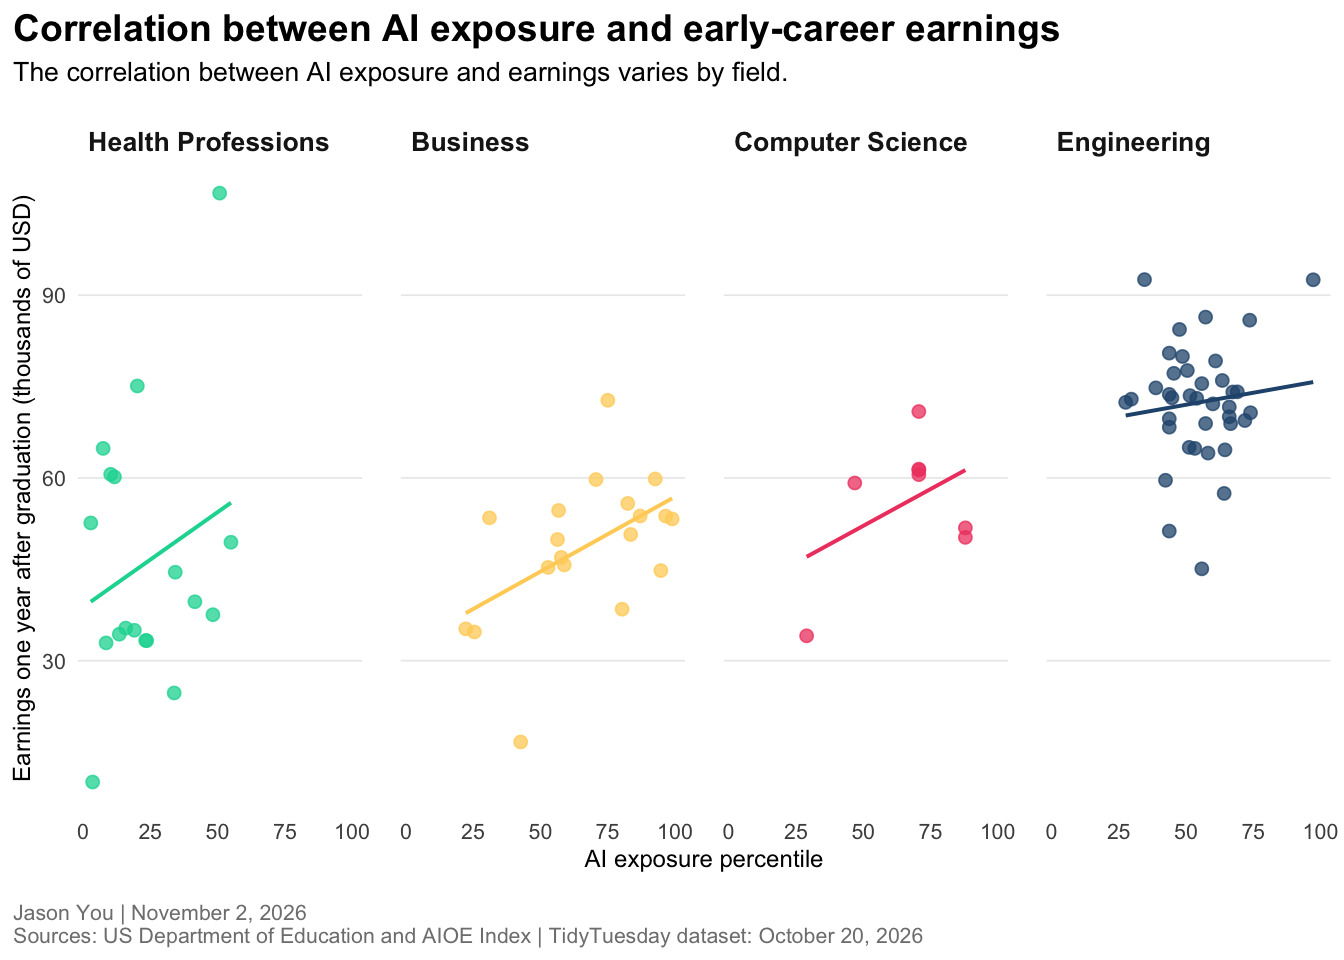 Correlation between AI exposure and early-career earnings
The correlation between AI exposure and earnings varies by field.
Health Professions
Business
Computer Science
Engineering
Earnings one year after graduation (thousands of USD)
90
60
30
0 25 50 75 100
0 25 50 75 100
0 25 50 75 100
0 25 50 75 100
AI exposure percentile
Jason You | November 2, 2026
Sources: US Department of Education and AIOE Index | TidyTuesday dataset: October 20, 2026